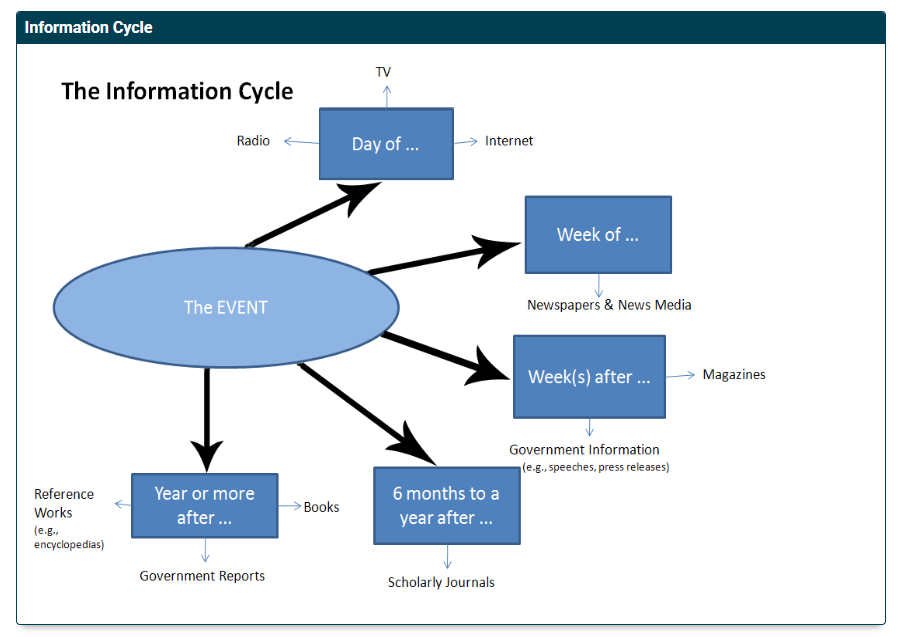 Information Cycle
The Information Cycle
TV
Radio
Day of ...
Internet
Week of ...
Newspapers & News Media
The EVENT
Week(s) after ...
Magazines
Government Information
(e.g., speeches, press releases)
6 months to a
year after ...
Scholarly Journals
Year or more
after ...
Books
Reference
Works
(e.g.,
encyclopedias)
Government Reports